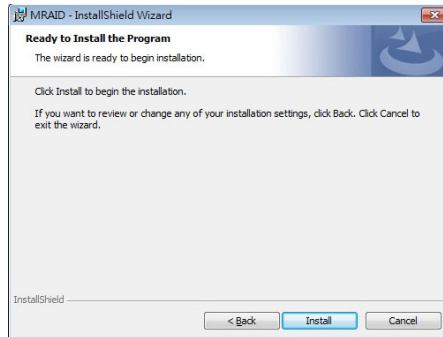 MRAID - InstallShield Wizard
Ready to Install the Program
The wizard is ready to begin installation.
Click Install to begin the installation.
If you want to review or change any of your installation settings, click Back. Click Cancel to
exit the wizard.
InstallShield
< Back
Install
Cancel